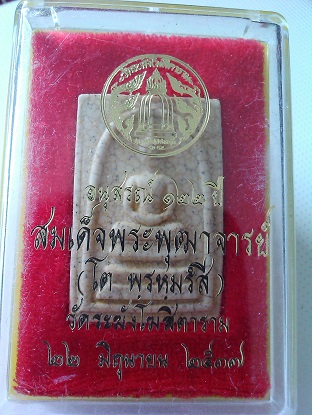 อนุสรณ์ ๑๒๒ ปี
สมเด็จพระพุฒาจารย์
(โต พรหมรังสี)
วัดระฆังโฆสิตาราม
๒๒ มิถุนายน ๒๕๓๗